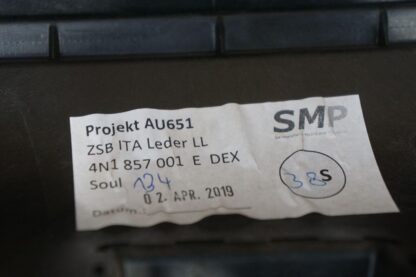 SMP
Projekt AU651
ZSB ITA Leder LL
4N1 857 001 E DEX
Soul 134
02. APR. 2019
Datum:
38S